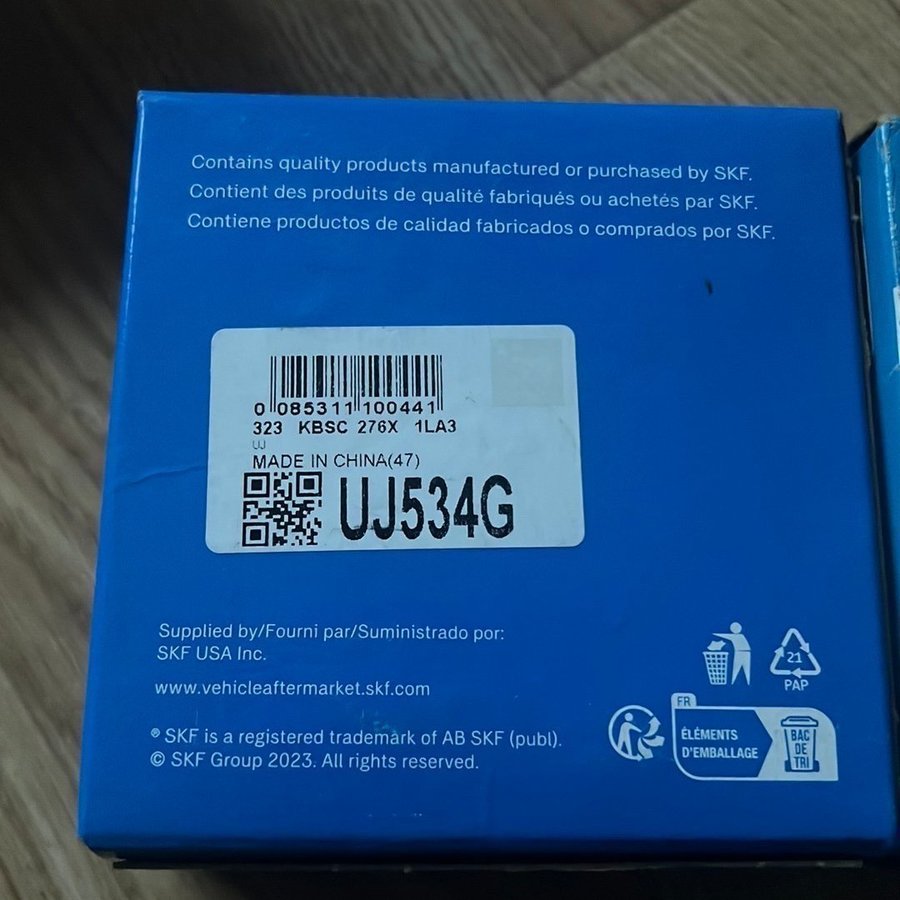 Contains quality products manufactured or purchased by SKF.
Contient des produits de qualité fabriqués ou achetés par SKF.
Contiene productos de calidad fabricados o comprados por SKF.
0 085311 100441
323 KBSC 276X 1LA3
UJ
MADE IN CHINA(47)
UJ534G
Supplied by/Fourni par/Suministrado por:
SKF USA Inc.
www.vehicleaftermarket.skf.com
® SKF is a registered trademark of AB SKF (publ).
© SKF Group 2023. All rights reserved.
21
PAP
FR
ÉLÉMENTS
D'EMBALLAGE
BAC
DE
TRI